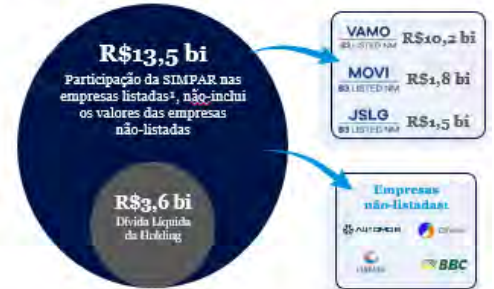 R$13,5 bi
Participação da SIMPAR nas
empresas listadas¹, não-inclui
os valores das empresas
não-listadas
R$3,6 bi
Dívida Líquida
da Holding
VAMO R$10,2 bi
B3 LISTED NM
MOVI R$1,8 bi
B3 LISTED NM
JSLG R$1,5 bi
B3 LISTED NM
Empresas
não-listadas:
AUTOMOB
BBC